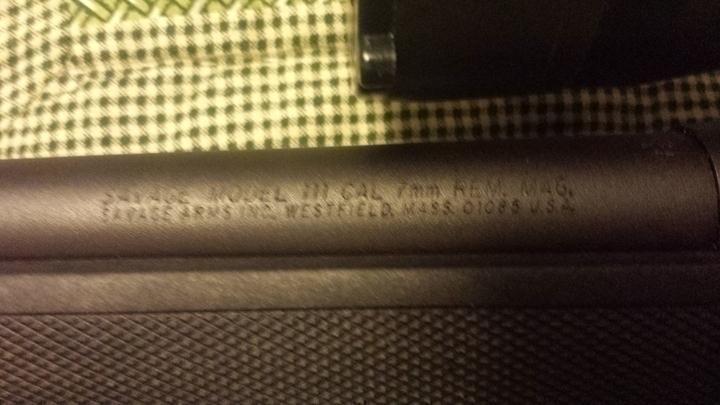 SAVAGE MODEL 111 CAL. 7mm REM. MAG.
SAVAGE ARMS INC. WESTFIELD, MASS. 01085 U.S.A.